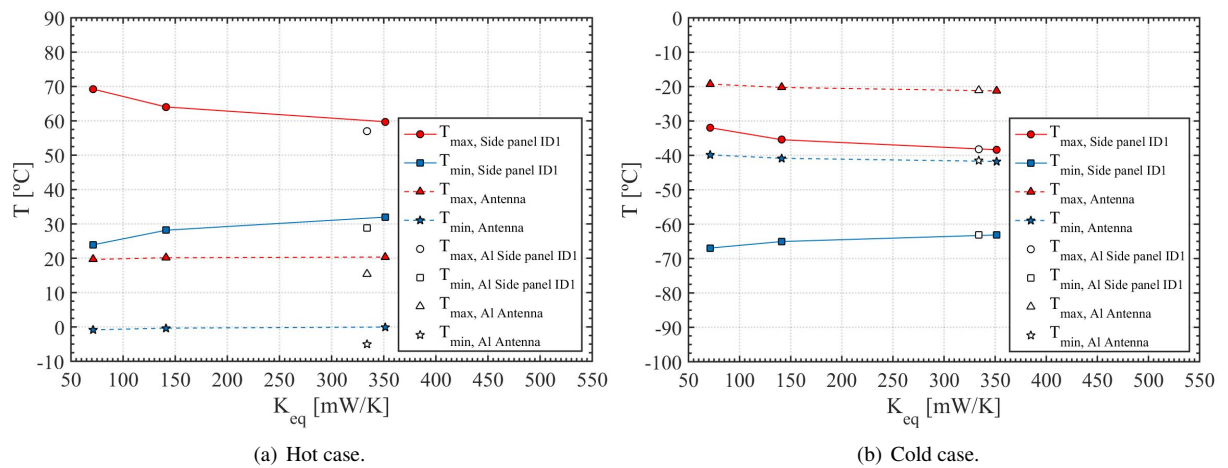 90
80
70
60
50
40
30
20
10
0
-10
T [ºC]
50 100 150 200 250 300 350 400 450 500 550
K_eq [mW/K]
T_max, Side panel ID1
T_min, Side panel ID1
T_max, Antenna
T_min, Antenna
T_max, Al Side panel ID1
T_min, Al Side panel ID1
T_max, Al Antenna
T_min, Al Antenna
(a) Hot case.
0
-10
-20
-30
-40
-50
-60
-70
-80
-90
-100
T [ºC]
50 100 150 200 250 300 350 400 450 500 550
K_eq [mW/K]
T_max, Side panel ID1
T_min, Side panel ID1
T_max, Antenna
T_min, Antenna
T_max, Al Side panel ID1
T_min, Al Side panel ID1
T_max, Al Antenna
T_min, Al Antenna
(b) Cold case.